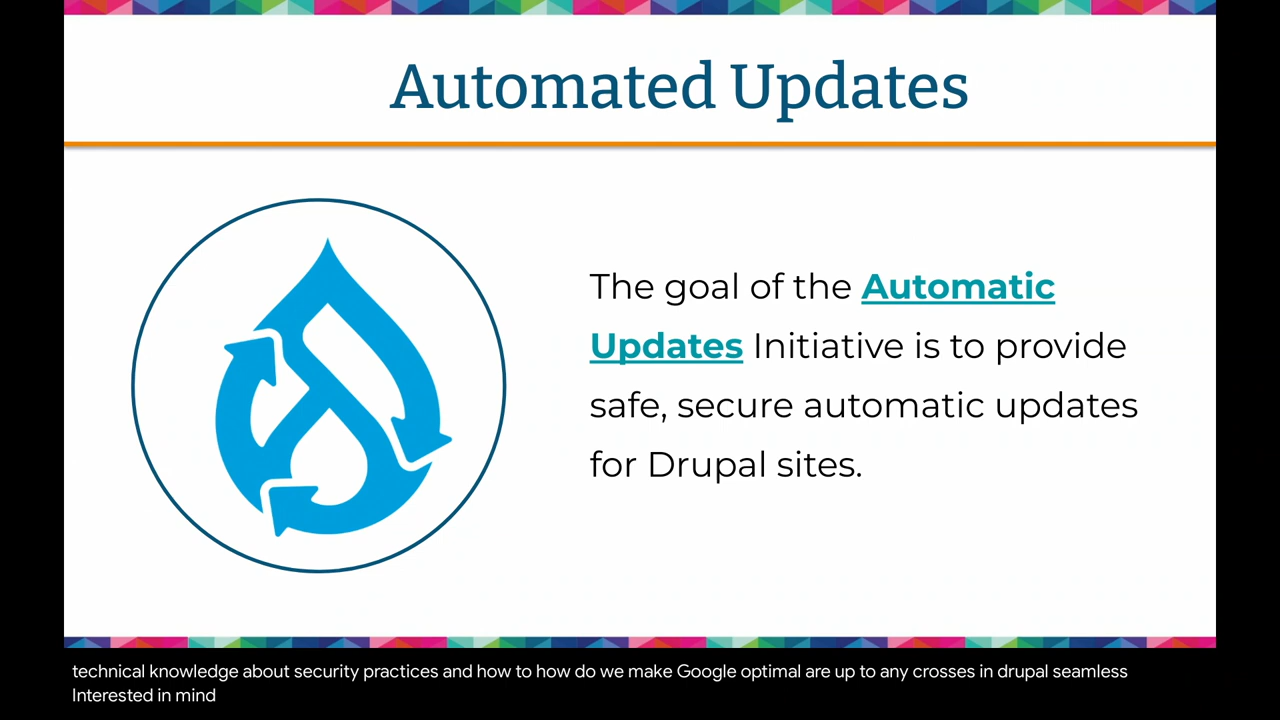 Automated Updates
The goal of the Automatic
Updates Initiative is to provide
safe, secure automatic updates
for Drupal sites.
technical knowledge about security practices and how to how do we make Google optimal are up to any crosses in drupal seamless
Interested in mind